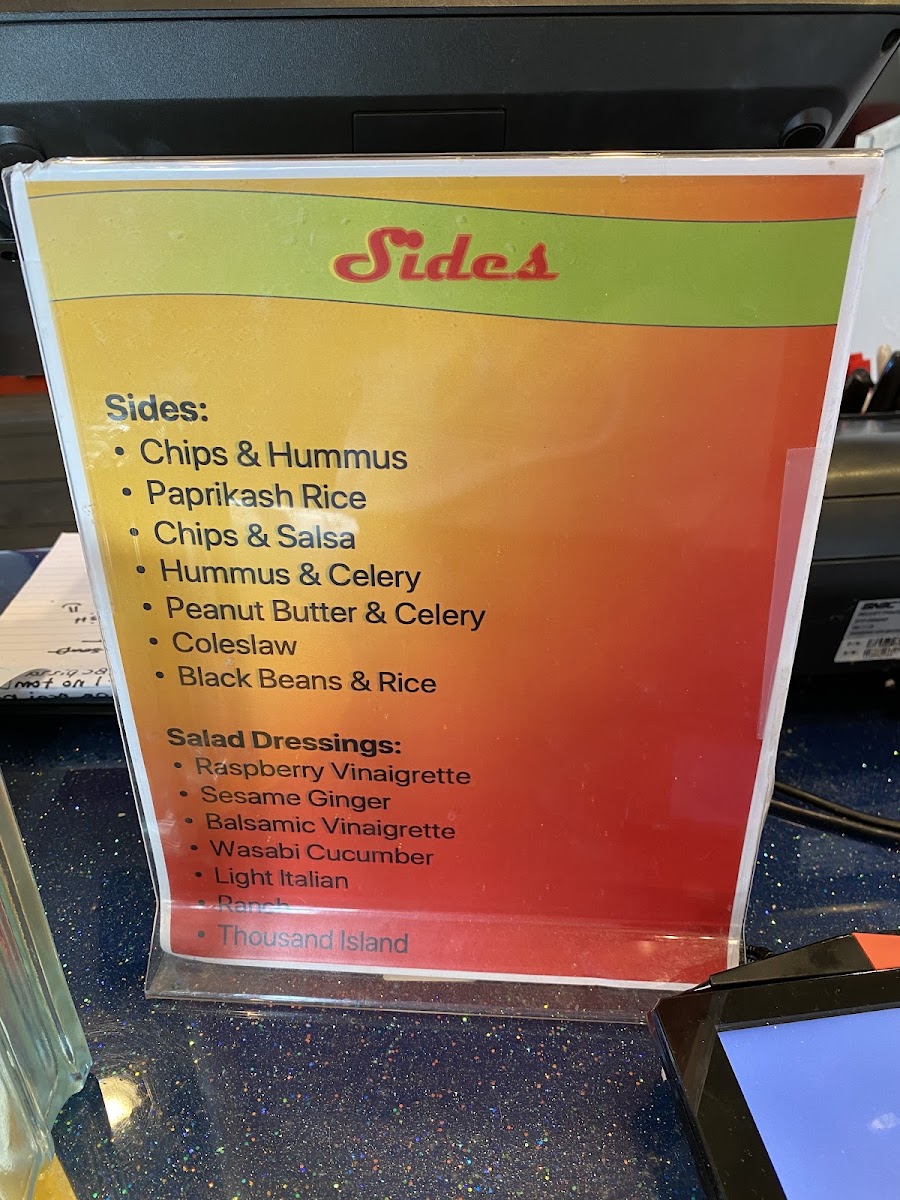 Sides
Sides:
• Chips & Hummus
• Paprikash Rice
• Chips & Salsa
• Hummus & Celery
• Peanut Butter & Celery
• Coleslaw
• Black Beans & Rice
Salad Dressings:
• Raspberry Vinaigrette
• Sesame Ginger
• Balsamic Vinaigrette
• Wasabi Cucumber
• Light Italian
• Ranch
• Thousand Island